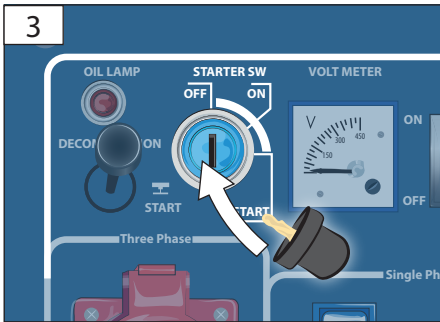 3
OIL LAMP
STARTER SW
VOLT METER
OFF
ON
V
150
300
450
ON
DECOM
ON
START
START
OFF
Three Phase
Single Ph